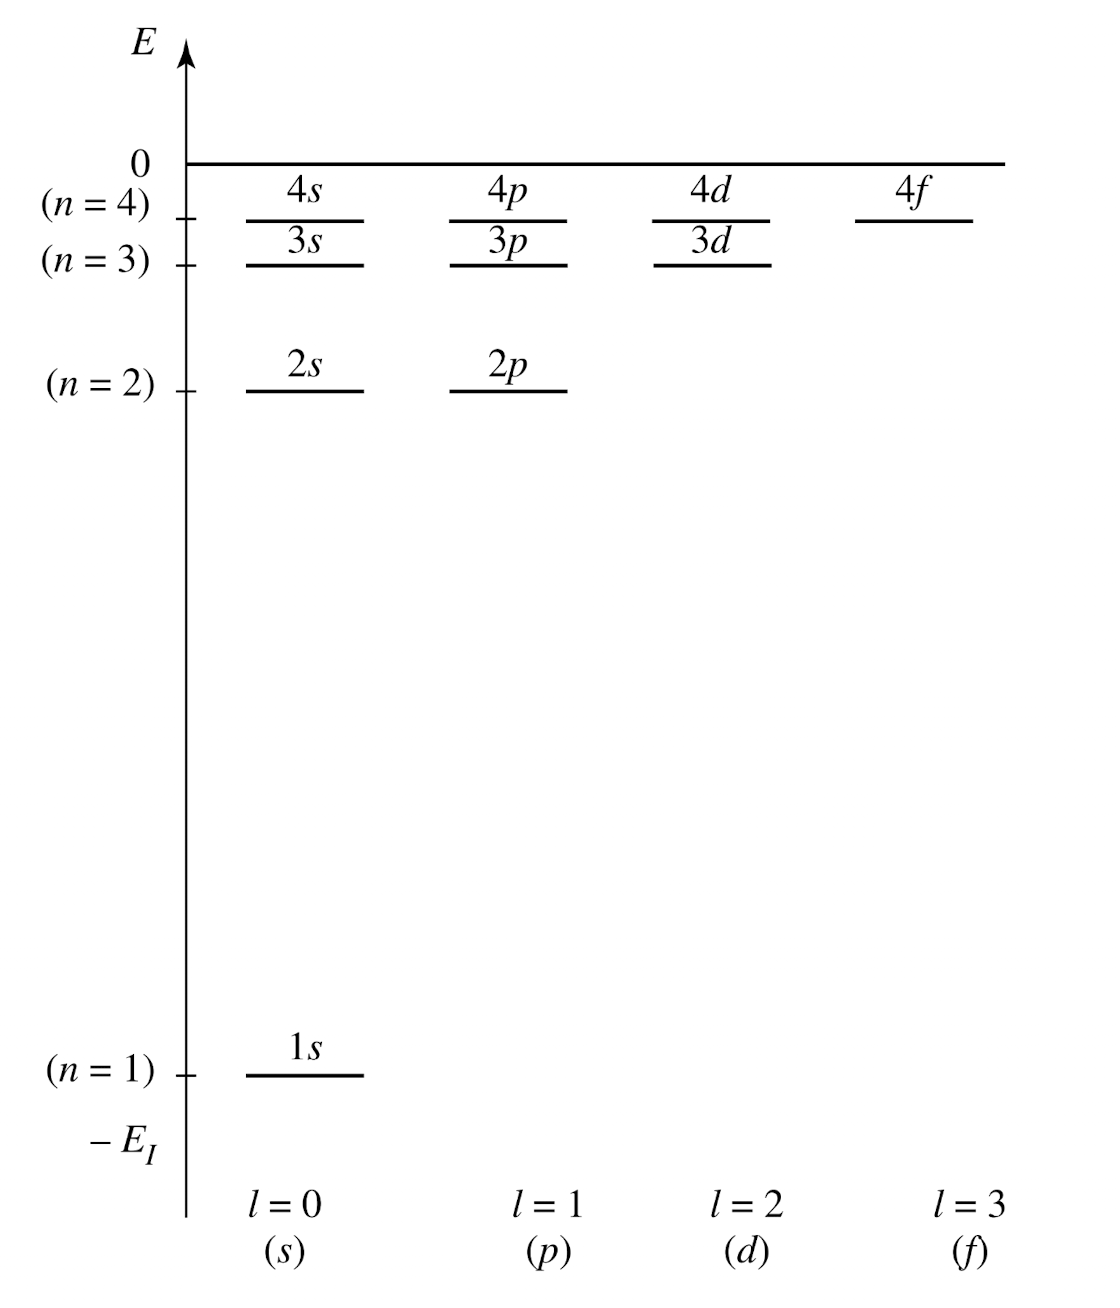 E
0
(n = 4)
4s 4p 4d 4f
(n = 3)
3s 3p 3d
(n = 2)
2s 2p
(n = 1)
1s
– E_I
l = 0 l = 1 l = 2 l = 3
(s) (p) (d) (f)